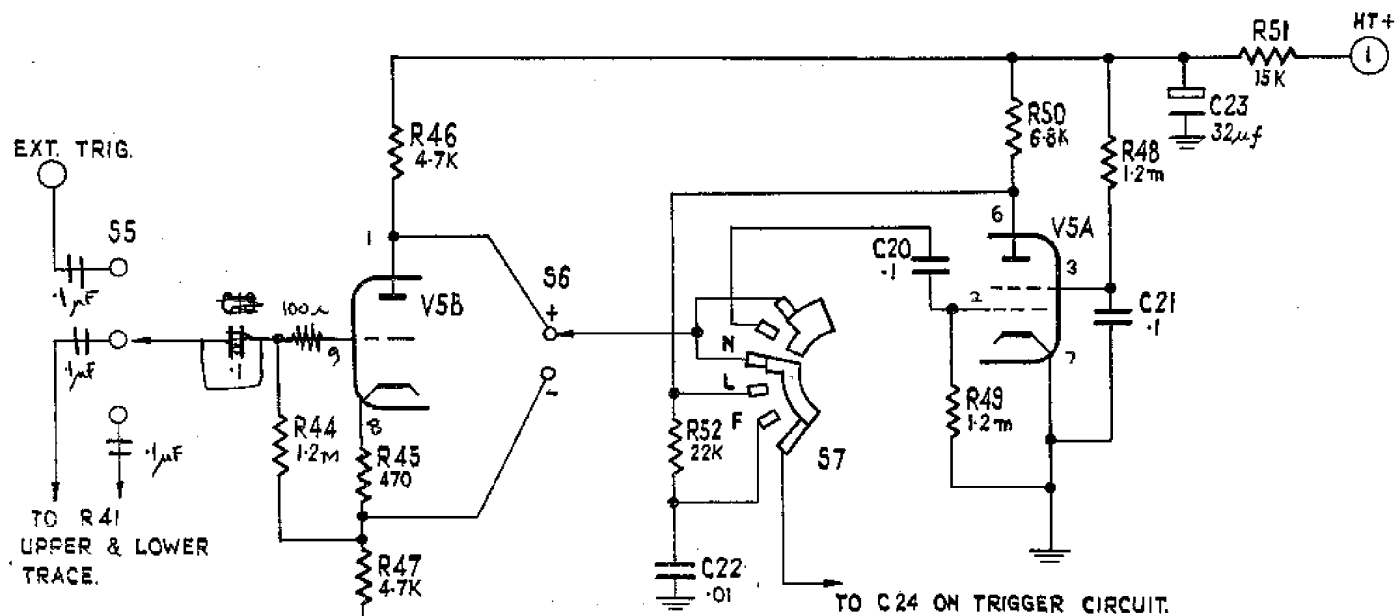 HT+
1
R51
15K
C23
32µf
R50
6.8K
R48
1.2m
R46
4.7K
EXT. TRIG.
S5
.1µF
.1µF
.1µF
.1
100Ω
9
1
V5B
8
R44
1.2m
R45
470
R47
4.7K
S6
+
-
TO R41
UPPER & LOWER
TRACE.
N
L
F
S7
R52
22K
C22
.01
C20
.1
6
V5A
3
2
7
C21
.1
R49
1.2m
TO C24 ON TRIGGER CIRCUIT.